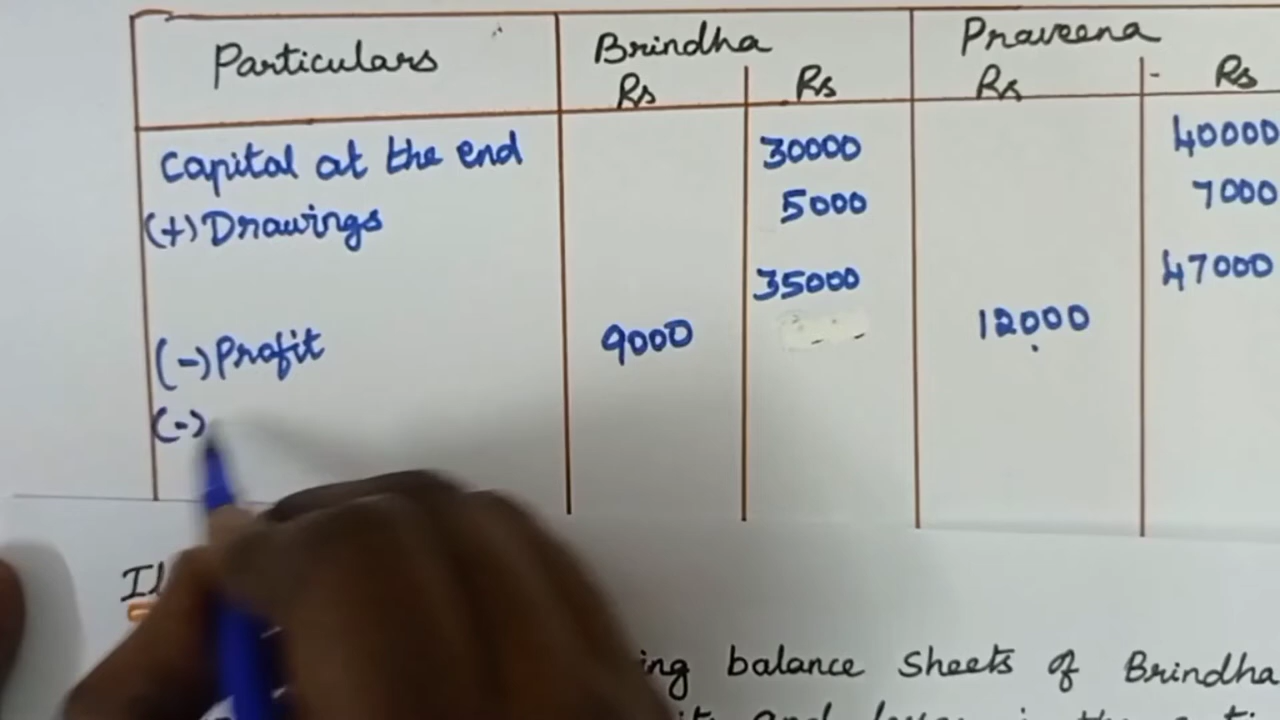 Particulars Brindha Praveena
Rs Rs Rs Rs
Capital at the end 30000 40000
(+) Drawings 5000 7000
35000 47000
(-) Profit 9000 12000
(-)
balance sheets of Brindha